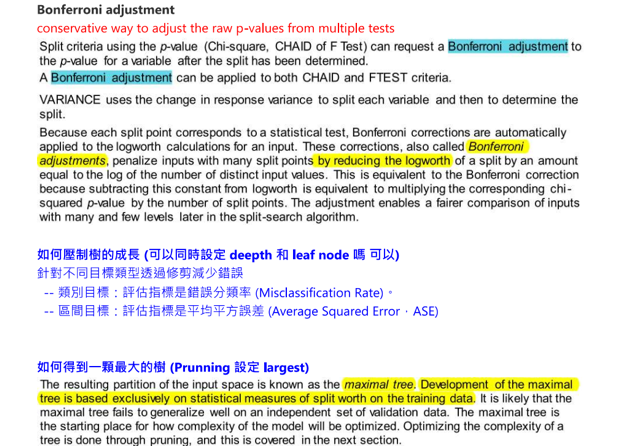 Bonferroni adjustment
conservative way to adjust the raw p-values from multiple tests
Split criteria using the p-value (Chi-square, CHAID of F Test) can request a Bonferroni adjustment to
the p-value for a variable after the split has been determined.
A Bonferroni adjustment can be applied to both CHAID and FTEST criteria.
VARIANCE uses the change in response variance to split each variable and then to determine the
split.
Because each split point corresponds to a statistical test, Bonferroni corrections are automatically
applied to the logworth calculations for an input. These corrections, also called Bonferroni
adjustments, penalize inputs with many split points by reducing the logworth of a split by an amount
equal to the log of the number of distinct input values. This is equivalent to the Bonferroni correction
because subtracting this constant from logworth is equivalent to multiplying the corresponding chi-
squared p-value by the number of split points. The adjustment enables a fairer comparison of inputs
with many and few levels later in the split-search algorithm.
如何壓制樹的成長 (可以同時設定 deepth 和 leaf node 嗎 可以)
針對不同目標類型透過修剪減少錯誤
-- 類別目標：評估指標是錯誤分類率 (Misclassification Rate)。
-- 區間目標：評估指標是平均平方誤差 (Average Squared Error，ASE)
如何得到一顆最大的樹 (Prunning 設定 largest)
The resulting partition of the input space is known as the maximal tree. Development of the maximal
tree is based exclusively on statistical measures of split worth on the training data. It is likely that the
maximal tree fails to generalize well on an independent set of validation data. The maximal tree is
the starting place for how complexity of the model will be optimized. Optimizing the complexity of a
tree is done through pruning, and this is covered in the next section.